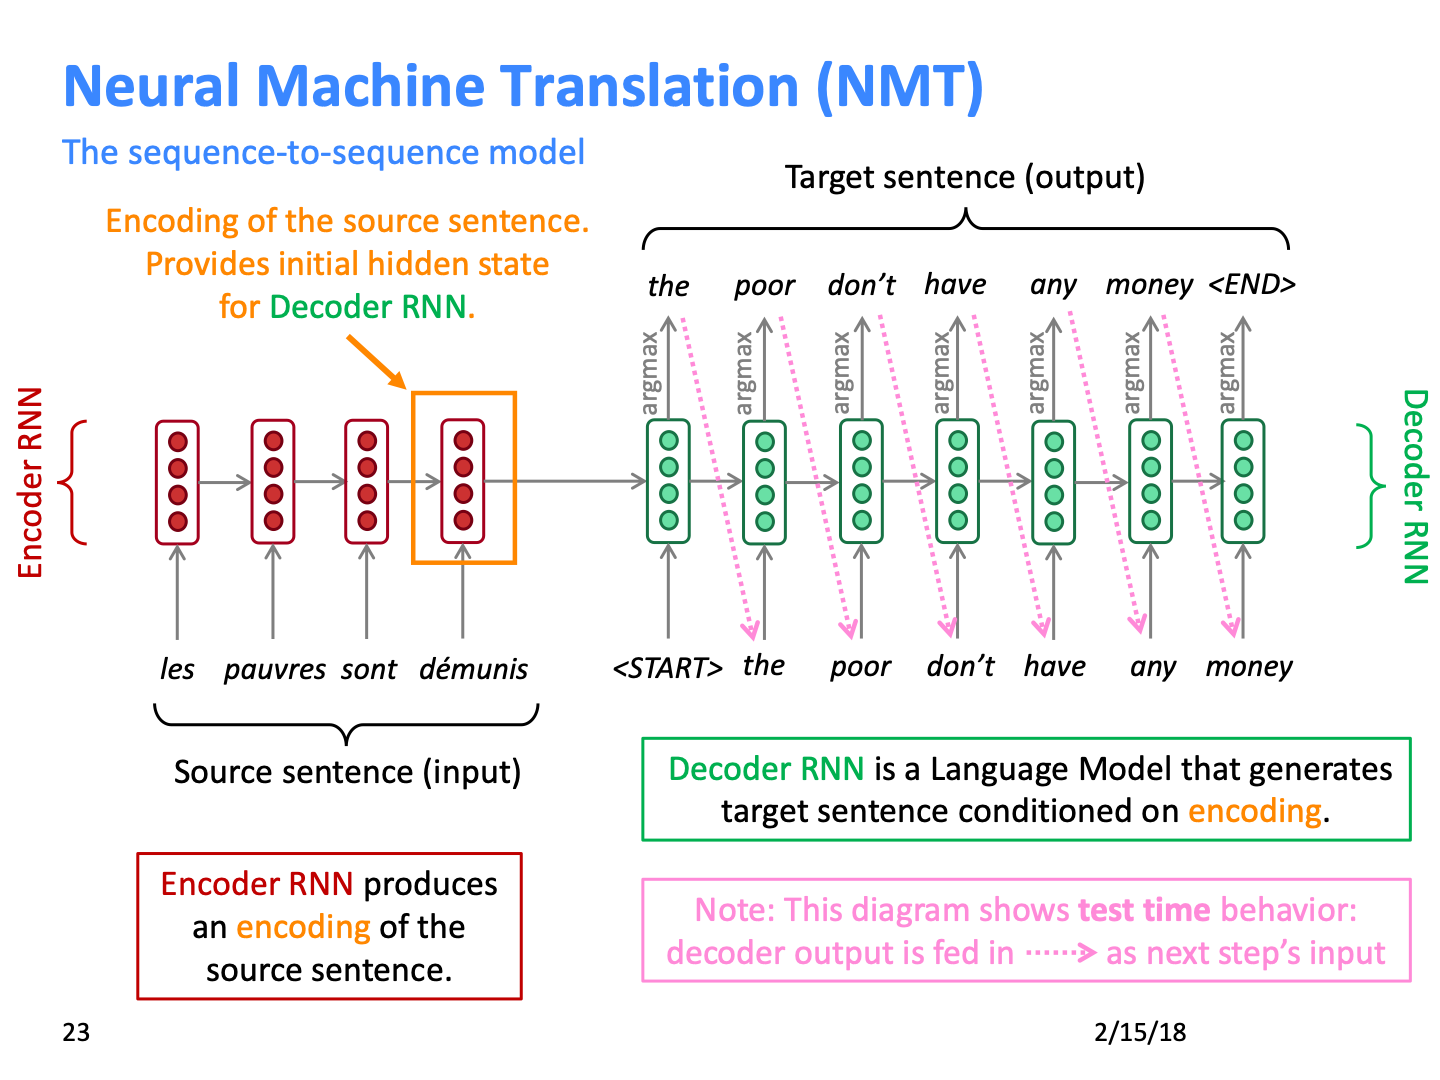 Neural Machine Translation (NMT)
The sequence-to-sequence model
Encoding of the source sentence.
Provides initial hidden state
for Decoder RNN.
Target sentence (output)
the poor don't have any money <END>
argmax argmax argmax argmax argmax argmax argmax
Encoder RNN
Decoder RNN
les pauvres sont démunis
<START> the poor don't have any money
Source sentence (input)
Decoder RNN is a Language Model that generates
target sentence conditioned on encoding.
Encoder RNN produces
an encoding of the
source sentence.
Note: This diagram shows test time behavior:
decoder output is fed in as next step's input
23
2/15/18